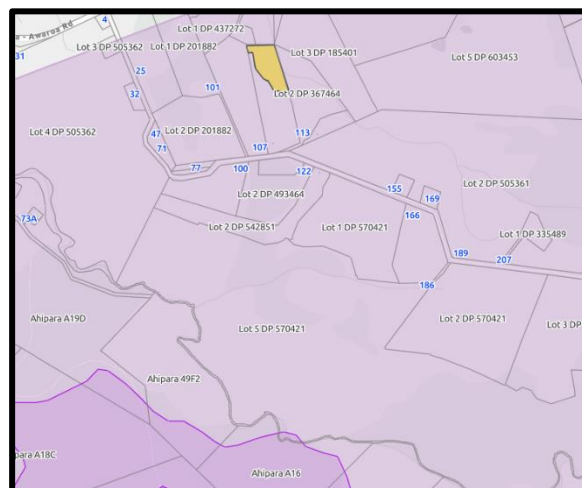 4
a - Awaroa Rd
31
Lot 1 DP 437272
Lot 3 DP 505362
Lot 1 DP 201882
Lot 3 DP 185401
Lot 5 DP 603453
25
32
101
Lot 2 DP 367464
Lot 4 DP 505362
47
71
Lot 2 DP 201882
107
113
77
100
122
155
169
166
Lot 2 DP 505361
Lot 2 DP 493464
Lot 2 DP 542851
Lot 1 DP 570421
Lot 1 DP 335489
73A
189
207
186
Ahipara A19D
Lot 5 DP 570421
Lot 2 DP 570421
Lot 3 DP
Ahipara 49F2
para A18C
Ahipara A16